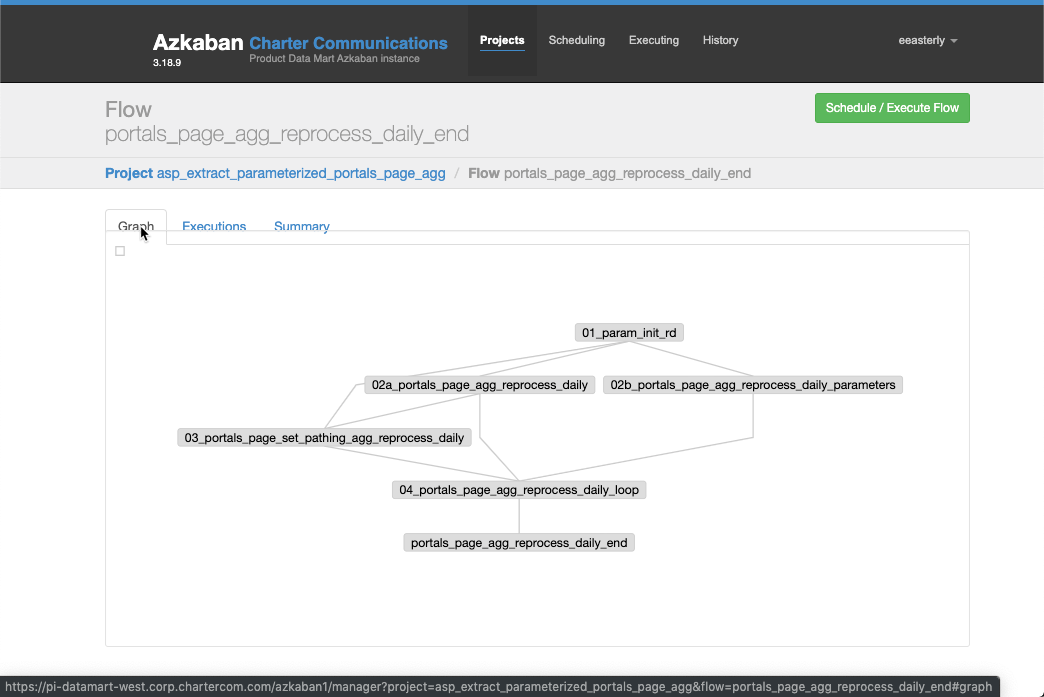 Azkaban Charter Communications
Product Data Mart Azkaban instance
3.18.9
Projects
Scheduling
Executing
History
eeasterly
Flow
portals_page_agg_reprocess_daily_end
Schedule / Execute Flow
Project asp_extract_parameterized_portals_page_agg / Flow portals_page_agg_reprocess_daily_end
Graph
Executions
Summary
01_param_init_rd
02a_portals_page_agg_reprocess_daily
02b_portals_page_agg_reprocess_daily_parameters
03_portals_page_set_pathing_agg_reprocess_daily
04_portals_page_agg_reprocess_daily_loop
portals_page_agg_reprocess_daily_end
https://pi-datamart-west.corp.chartercom.com/azkaban1/manager?project=asp_extract_parameterized_portals_page_agg&flow=portals_page_agg_reprocess_daily_end#graph